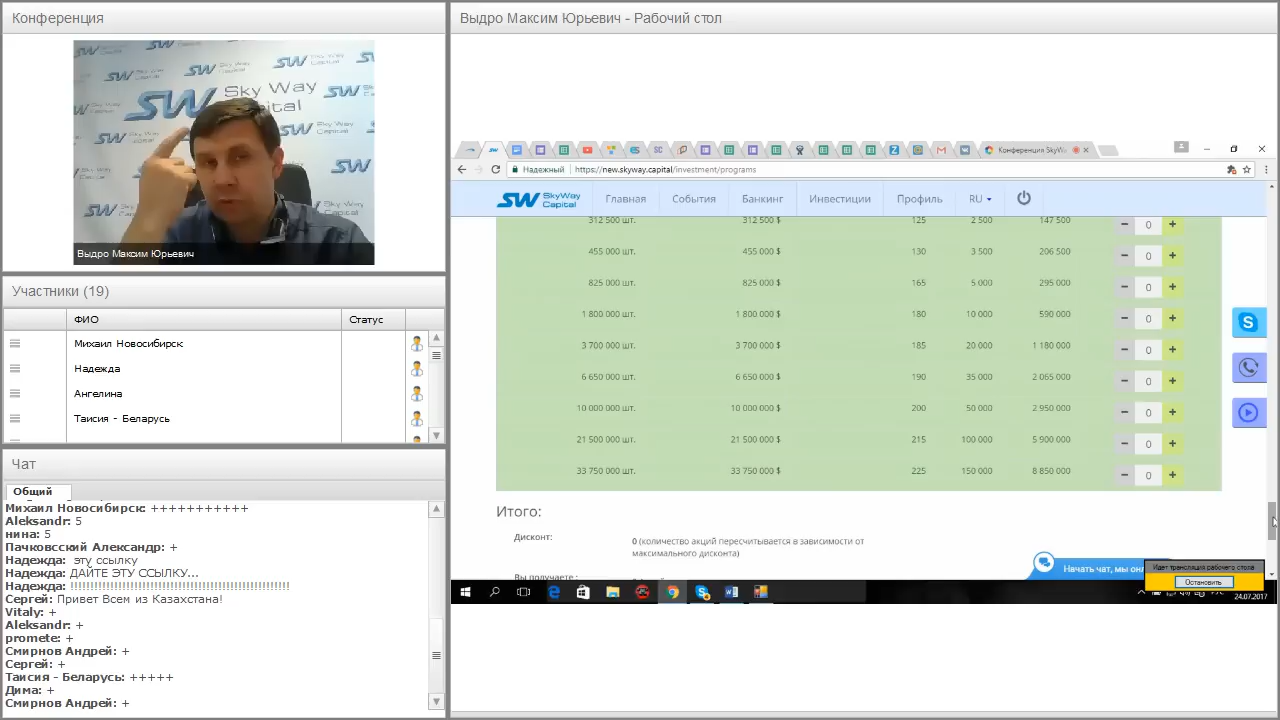 Конференция
Выдро Максим Юрьевич - Рабочий стол
SW
Sky Way
Capital
Выдро Максим Юрьевич
Участники (19)
ФИО
Статус
Михаил Новосибирск
Надежда
Ангелина
Таисия - Беларусь
Чат
Общий
Михаил Новосибирск: +++++++++++
Aleksandr: 5
нина: 5
Пачковсский Александр: +
Надежда: эту ссылку
Надежда: ДАЙТЕ ЭТУ ССЫЛКУ...
Сергей: Привет Всем из Казахстана!
Vitaly: +
Aleksandr: +
promete: +
Смирнов Андрей: +
Сергей: +
Таисия - Беларусь: +++++
Дима: +
Смирнов Андрей: +
Конференция SkyWa
Надежный
https://new.skyway.capital/investment/programs
SW SkyWay Capital
Главная
События
Банкинг
Инвестиции
Профиль
RU
312 500 шт. 312 500 $ 125 2 500 147 500 − 0 +
455 000 шт. 455 000 $ 130 3 500 206 500 − 0 +
825 000 шт. 825 000 $ 165 5 000 295 000 − 0 +
1 800 000 шт. 1 800 000 $ 180 10 000 590 000 − 0 +
3 700 000 шт. 3 700 000 $ 185 20 000 1 180 000 − 0 +
6 650 000 шт. 6 650 000 $ 190 35 000 2 065 000 − 0 +
10 000 000 шт. 10 000 000 $ 200 50 000 2 950 000 − 0 +
21 500 000 шт. 21 500 000 $ 215 100 000 5 900 000 − 0 +
33 750 000 шт. 33 750 000 $ 225 150 000 8 850 000 − 0 +
Итого:
Дисконт:
0 (количество акций пересчитывается в зависимости от
максимального дисконта)
Вы получаете :
Начать чат, мы он
Идет трансляция рабочего стола
Остановить
24.07.2017